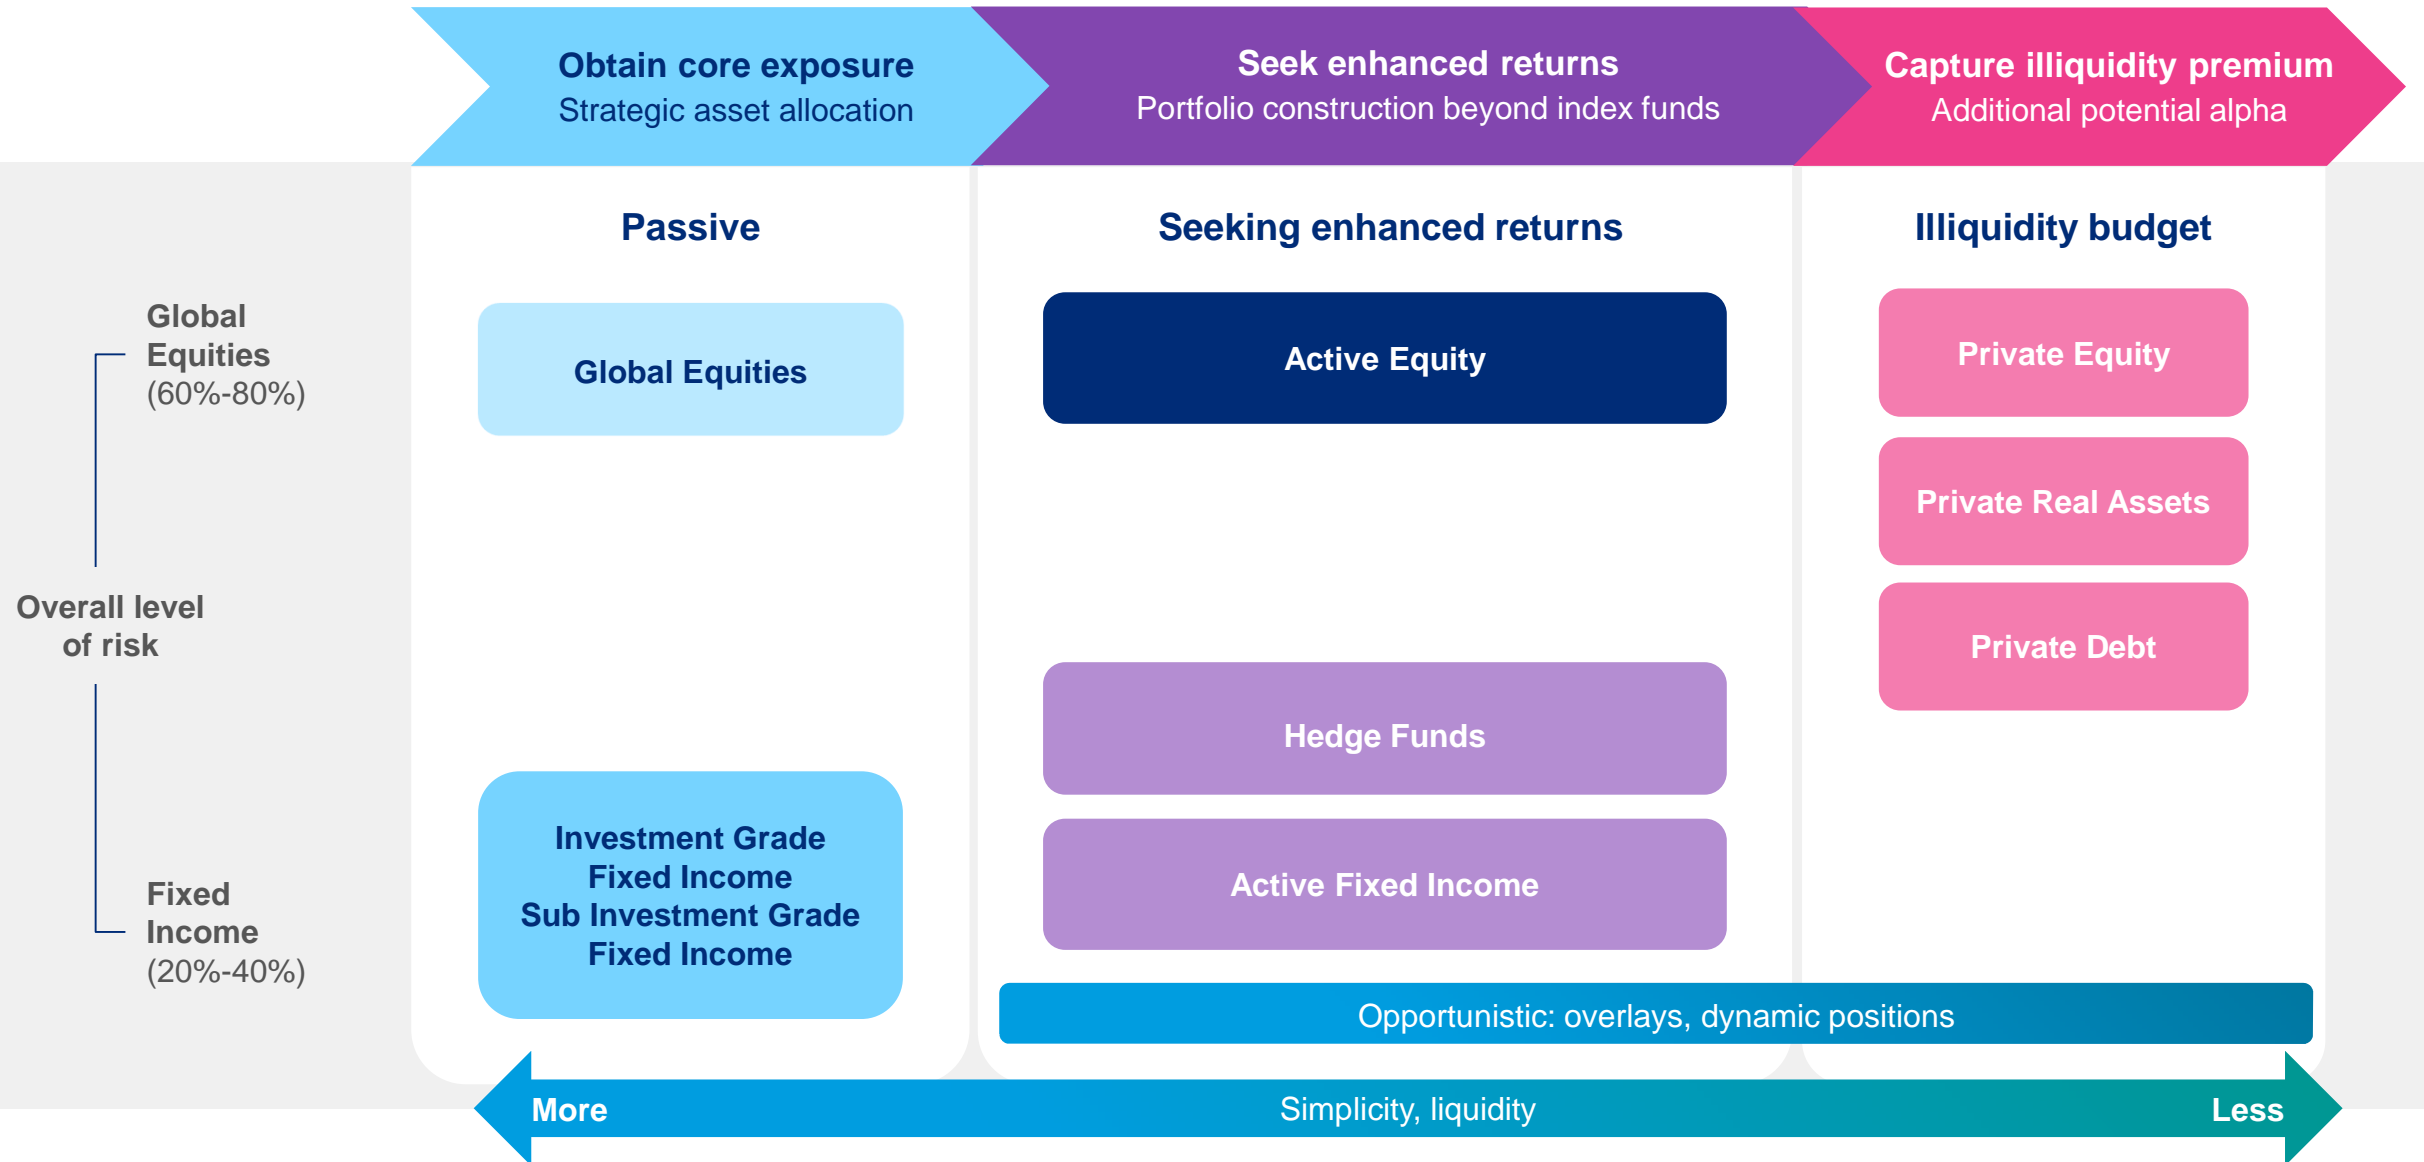 Obtain core exposure
Strategic asset allocation
Seek enhanced returns
Portfolio construction beyond index funds
Capture illiquidity premium
Additional potential alpha
Passive
Seeking enhanced returns
Illiquidity budget
Global
Equities
(60%-80%)
Overall level
of risk
Fixed
Income
(20%-40%)
Global Equities
Investment Grade
Fixed Income
Sub Investment Grade
Fixed Income
Active Equity
Hedge Funds
Active Fixed Income
Private Equity
Private Real Assets
Private Debt
Opportunistic: overlays, dynamic positions
More
Simplicity, liquidity
Less